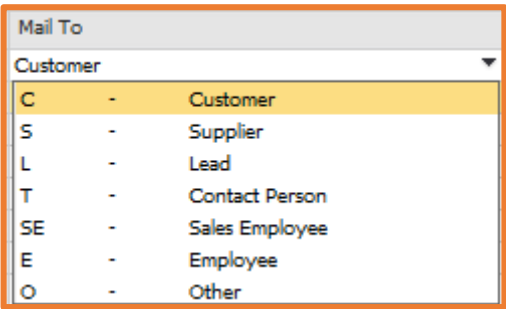 Mail To
Customer
C - Customer
S - Supplier
L - Lead
T - Contact Person
SE - Sales Employee
E - Employee
O - Other